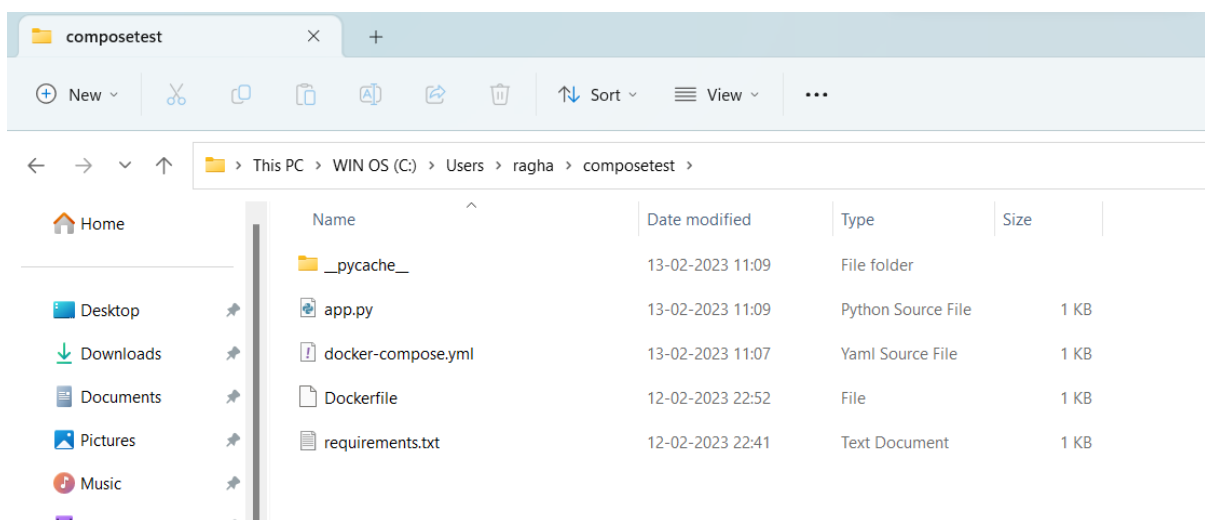 composetest
New Sort View
This PC > WIN OS (C:) > Users > ragha > composetest >
Home
Desktop
Downloads
Documents
Pictures
Music
Name Date modified Type Size
__pycache__ 13-02-2023 11:09 File folder
app.py 13-02-2023 11:09 Python Source File 1 KB
docker-compose.yml 13-02-2023 11:07 Yaml Source File 1 KB
Dockerfile 12-02-2023 22:52 File 1 KB
requirements.txt 12-02-2023 22:41 Text Document 1 KB